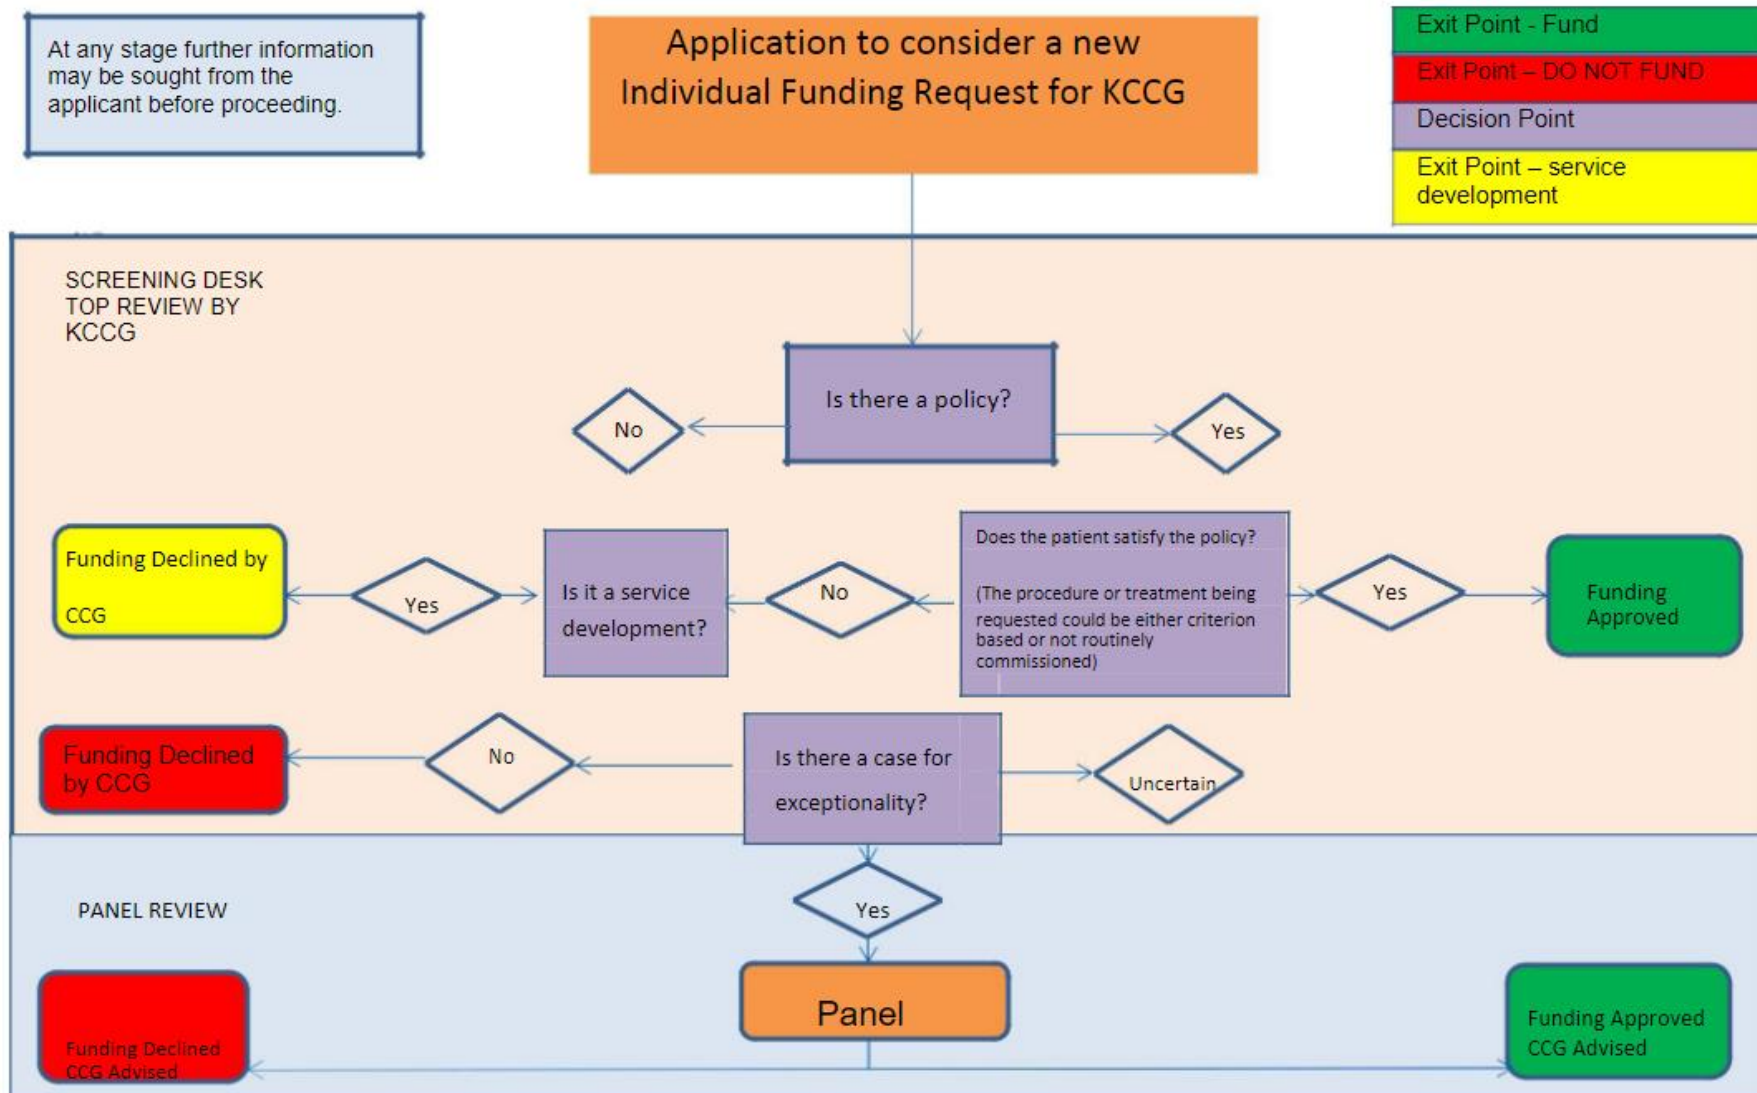 At any stage further information
may be sought from the
applicant before proceeding.
Application to consider a new
Individual Funding Request for KCCG
Exit Point - Fund
Exit Point – DO NOT FUND
Decision Point
Exit Point – service
development
SCREENING DESK
TOP REVIEW BY
KCCG
Is there a policy?
No
Yes
Funding Declined by
CCG
Yes
Is it a service
development?
No
Does the patient satisfy the policy?
(The procedure or treatment being
requested could be either criterion
based or not routinely
commissioned)
Yes
Funding
Approved
Funding Declined
by CCG
No
Is there a case for
exceptionality?
Uncertain
PANEL REVIEW
Yes
Panel
Funding Declined
CCG Advised
Funding Approved
CCG Advised